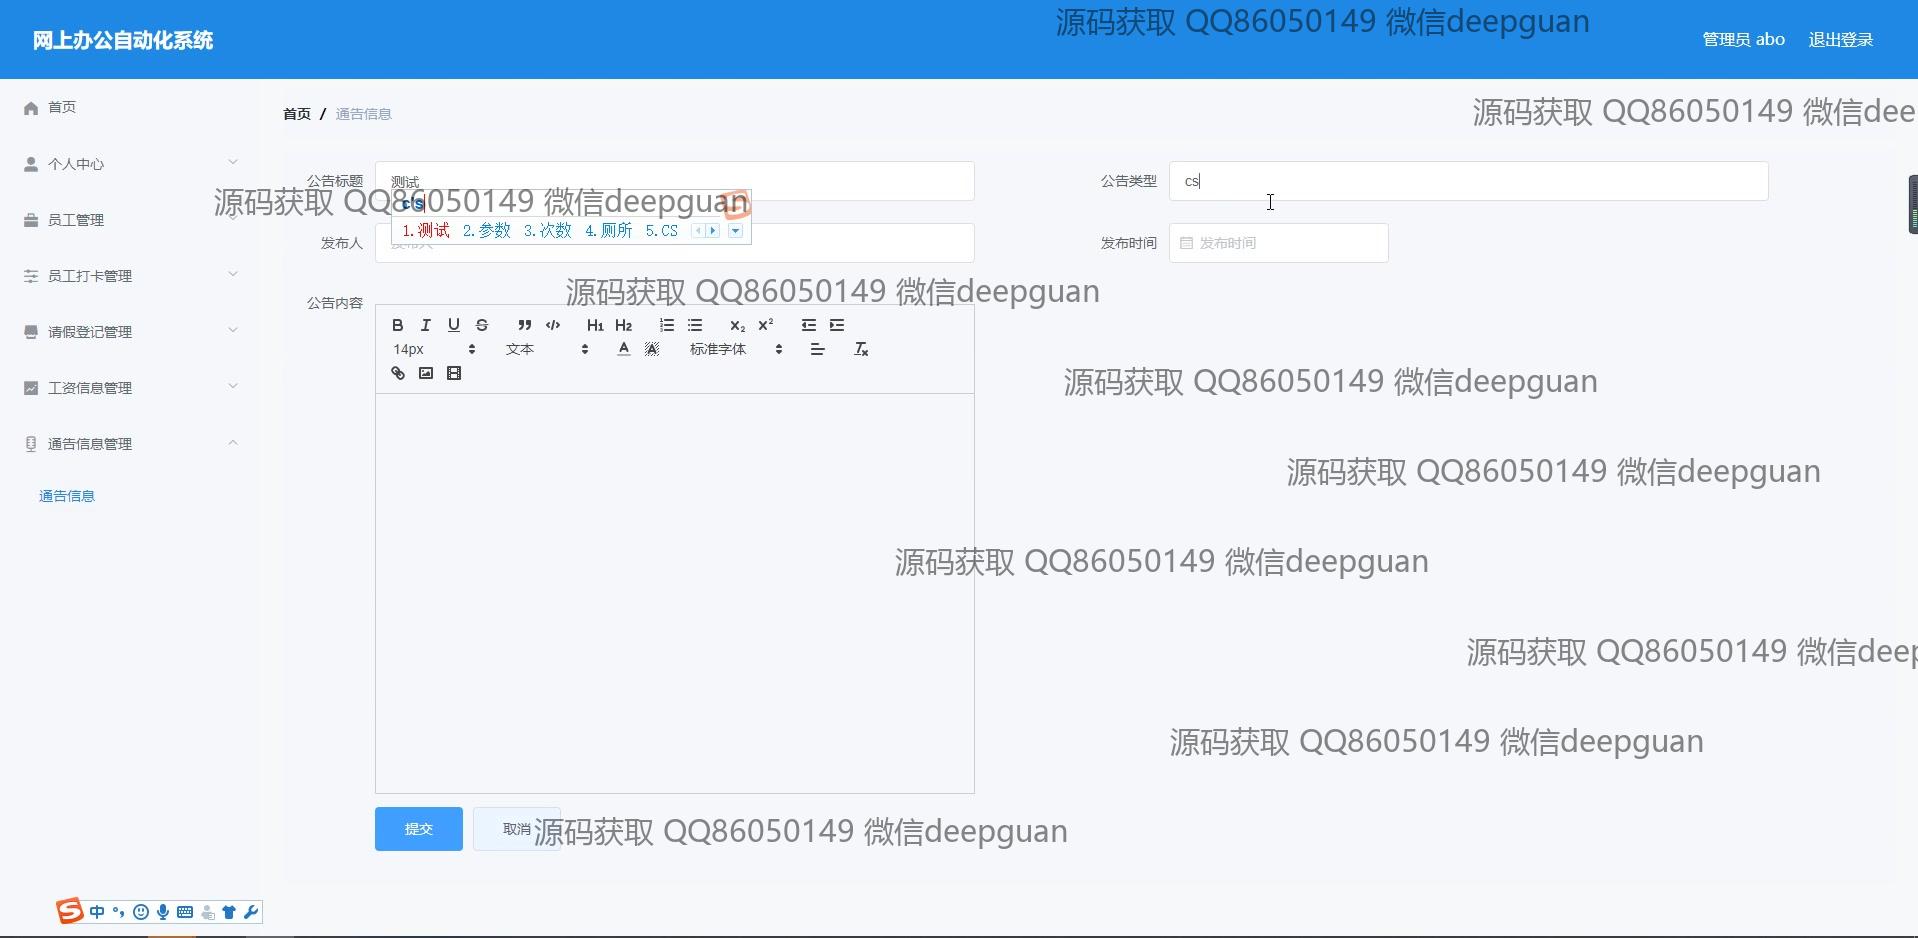 网上办公自动化系统
源码获取 QQ86050149 微信deepguan
管理员 abo
退出登录
首页
个人中心
员工管理
员工打卡管理
请假登记管理
工资信息管理
通告信息管理
通告信息
首页 / 通告信息
源码获取 QQ86050149 微信dee
公告标题
测试
公告类型
cs
源码获取 QQ86050149 微信deepguan
c's
1.测试 2.参数 3.次数 4.厕所 5.CS
发布人
发布人
发布时间
发布时间
源码获取 QQ86050149 微信deepguan
公告内容
B I U S H1 H2 X2 X2
14px 文本 A A 标准字体 Tx
源码获取 QQ86050149 微信deepguan
源码获取 QQ86050149 微信deepguan
源码获取 QQ86050149 微信deepguan
源码获取 QQ86050149 微信deep
源码获取 QQ86050149 微信deepguan
提交
取消
源码获取 QQ86050149 微信deepguan
S 中